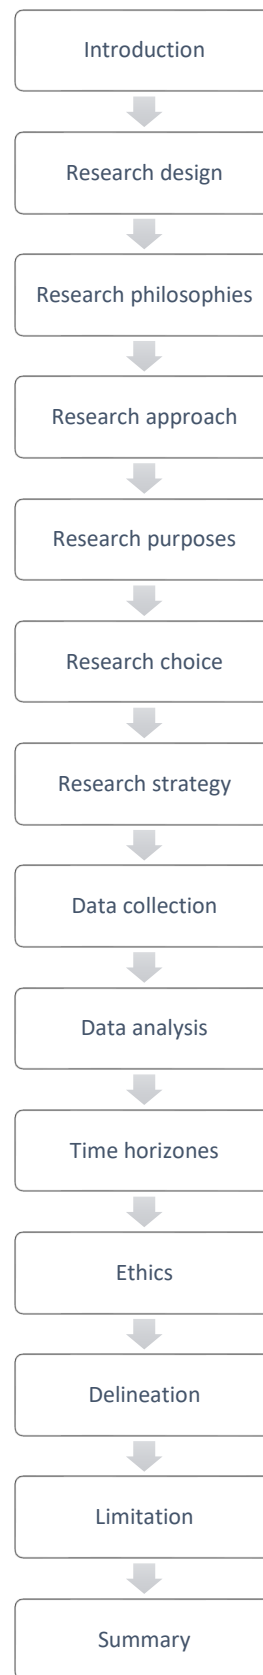 Introduction
Research design
Research philosophies
Research approach
Research purposes
Research choice
Research strategy
Data collection
Data analysis
Time horizones
Ethics
Delineation
Limitation
Summary